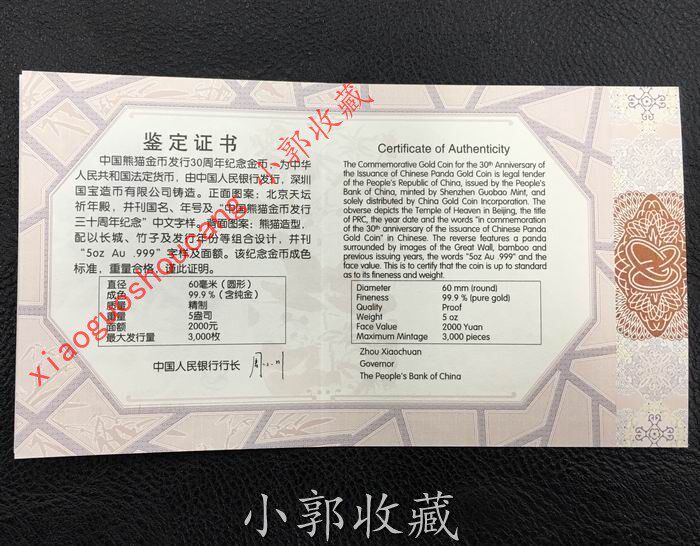 鉴定证书
中国熊猫金币发行30周年纪念金币，为中华
人民共和国法定货币，由中国人民银行发行，深圳
国宝造币有限公司铸造。正面图案：北京天坛
祈年殿，并刊国名、年号及“中国熊猫金币发行
三十周年纪念”中文字样。背面图案：熊猫造型，
配以长城、竹子及发行年份等组合设计，并刊
“5oz Au .999”字样及面额。该纪念金币成色
标准，重量合格，谨此证明。
直径 60毫米（圆形）
成色 99.9％（含纯金）
质量 精制
重量 5盎司
面额 2000元
最大发行量 3,000枚
中国人民银行行长
Certificate of Authenticity
The Commemorative Gold Coin for the 30th Anniversary of
the Issuance of Chinese Panda Gold Coin is legal tender
of the People's Republic of China, issued by the People's
Bank of China, minted by Shenzhen Guobao Mint, and
solely distributed by China Gold Coin Incorporation. The
obverse depicts the Temple of Heaven in Beijing, the title
of PRC, the year date and the words "in commemoration
of the 30th anniversary of the issuance of Chinese Panda
Gold Coin" in Chinese. The reverse features a panda
surrounded by images of the Great Wall, bamboo and
previous issuing years, the words "5oz Au .999" and the
face value. This is to certify that the coin is up to standard
as to its fineness and weight.
Diameter 60 mm (round)
Fineness 99.9 % (pure gold)
Quality Proof
Weight 5 oz
Face Value 2000 Yuan
Maximum Mintage 3,000 pieces
Zhou Xiaochuan
Governor
The People's Bank of China
xiaoguoshoucang 小郭收藏
小郭收藏